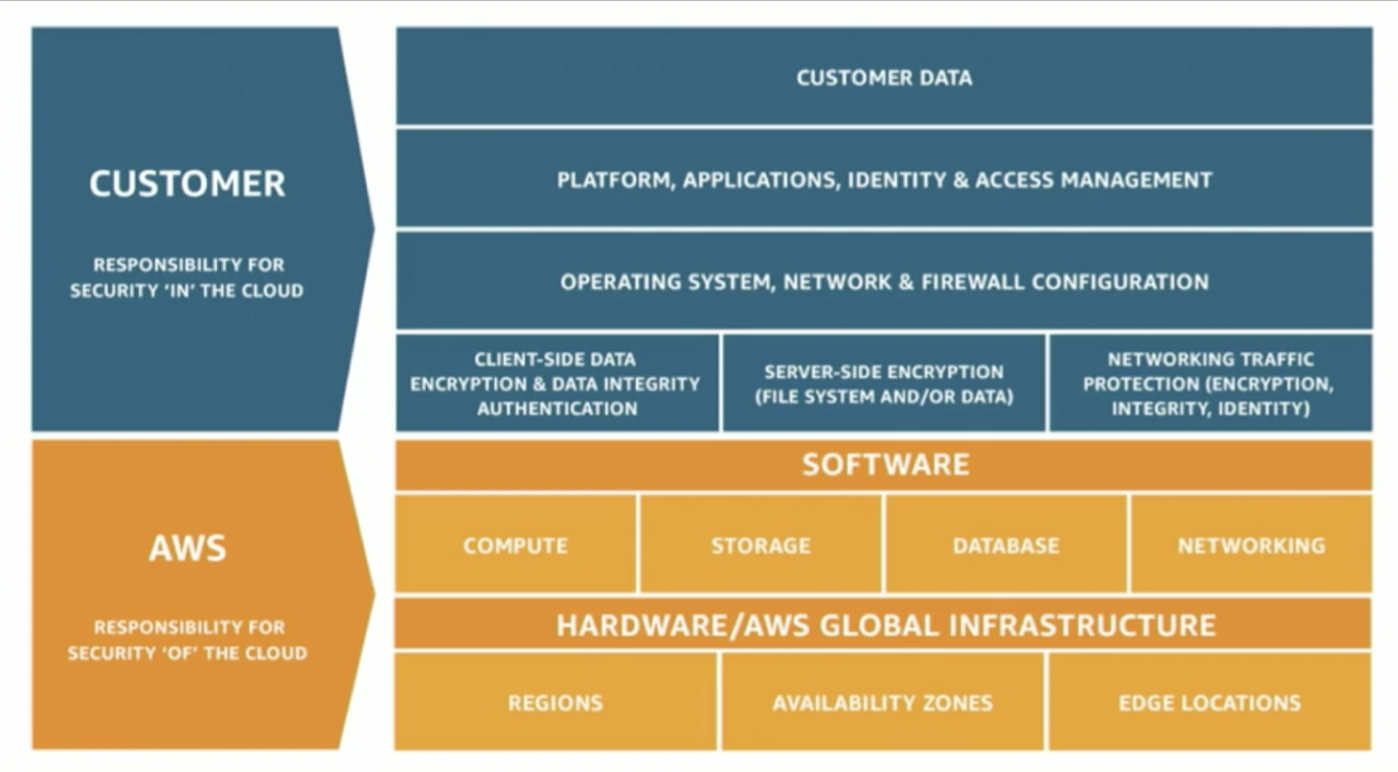 CUSTOMER
RESPONSIBILITY FOR
SECURITY ‘IN’ THE CLOUD
CUSTOMER DATA
PLATFORM, APPLICATIONS, IDENTITY & ACCESS MANAGEMENT
OPERATING SYSTEM, NETWORK & FIREWALL CONFIGURATION
CLIENT-SIDE DATA
ENCRYPTION & DATA INTEGRITY
AUTHENTICATION
SERVER-SIDE ENCRYPTION
(FILE SYSTEM AND/OR DATA)
NETWORKING TRAFFIC
PROTECTION (ENCRYPTION,
INTEGRITY, IDENTITY)
AWS
RESPONSIBILITY FOR
SECURITY ‘OF’ THE CLOUD
SOFTWARE
COMPUTE
STORAGE
DATABASE
NETWORKING
HARDWARE/AWS GLOBAL INFRASTRUCTURE
REGIONS
AVAILABILITY ZONES
EDGE LOCATIONS